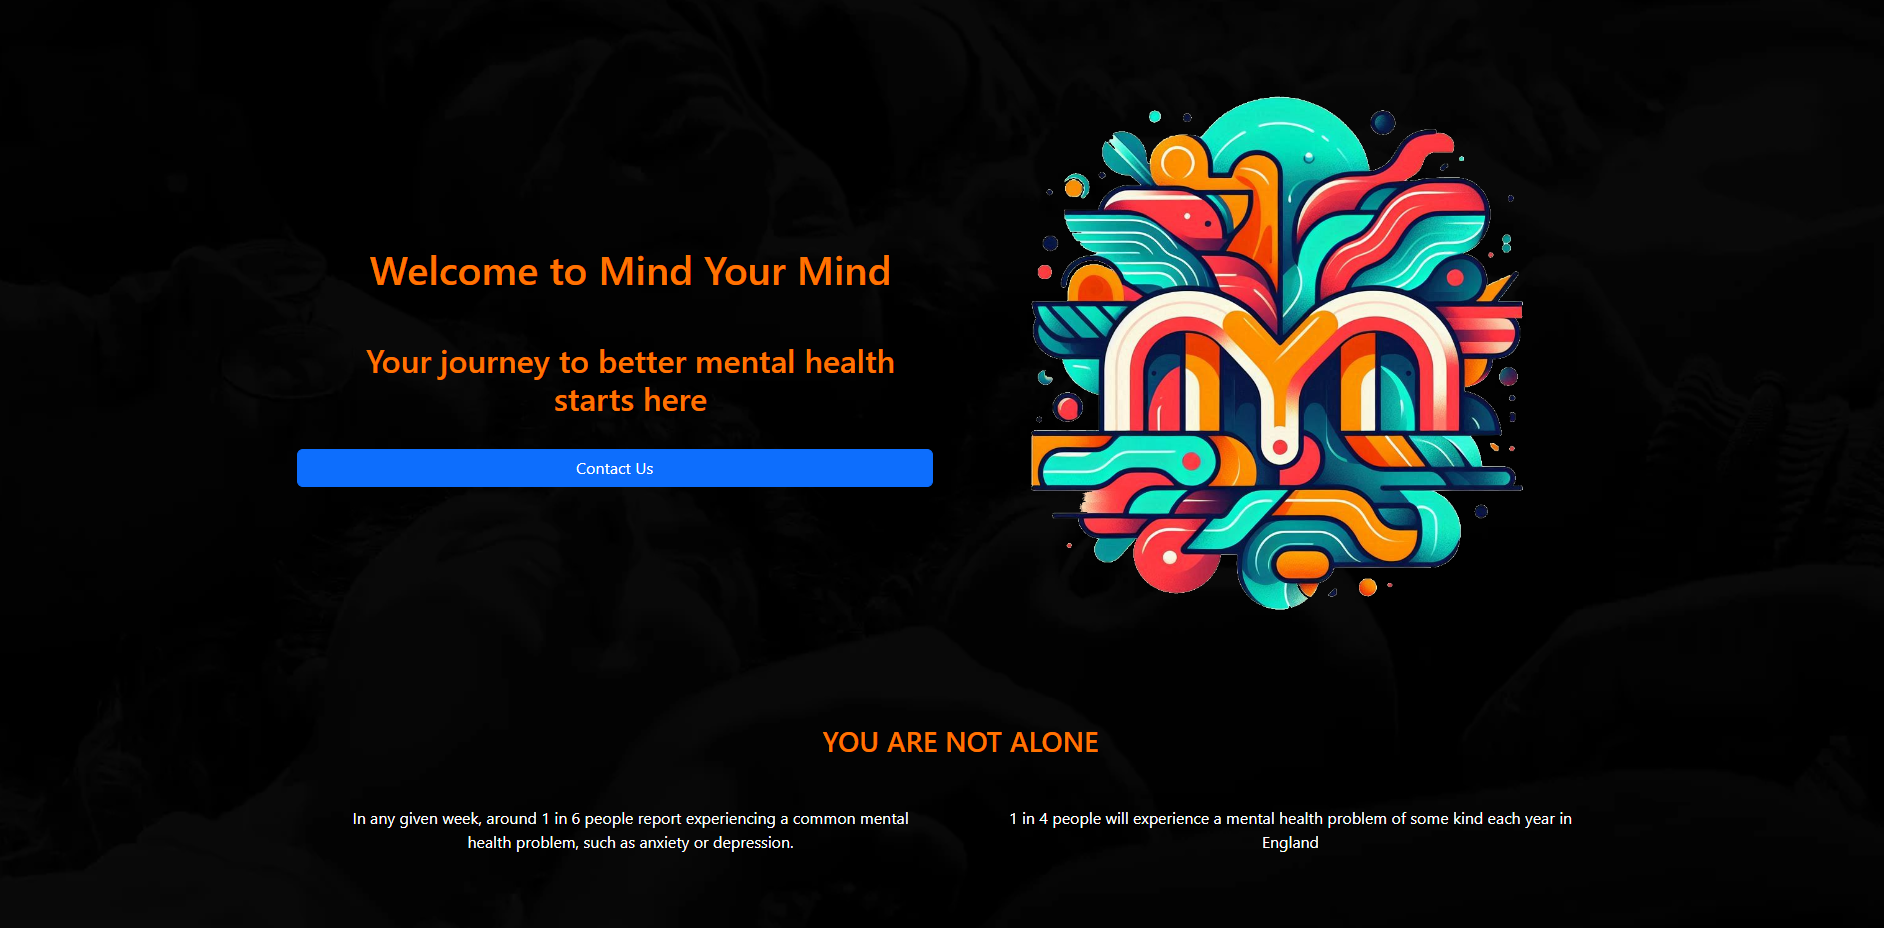 Welcome to Mind Your Mind
Your journey to better mental health
starts here
Contact Us
MYM
YOU ARE NOT ALONE
In any given week, around 1 in 6 people report experiencing a common mental
health problem, such as anxiety or depression.
1 in 4 people will experience a mental health problem of some kind each year in
England